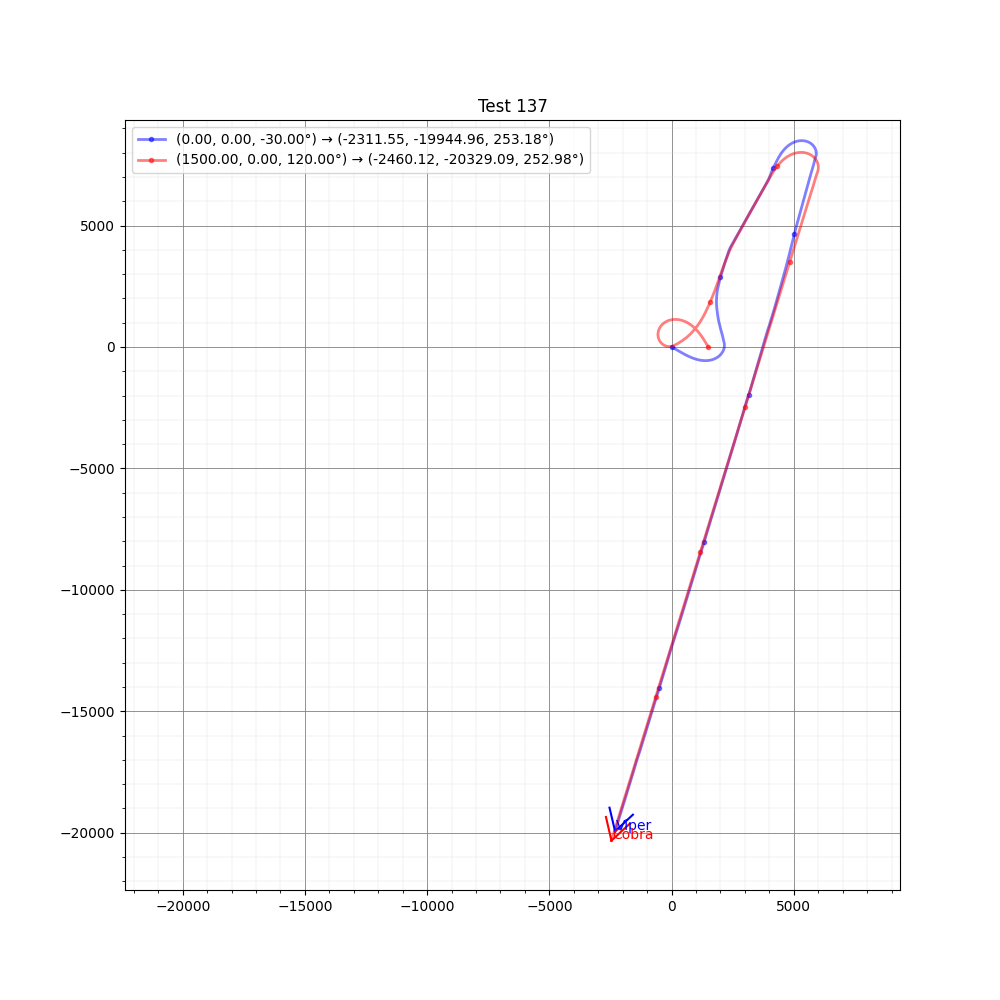 Test 137
(0.00, 0.00, -30.00°) → (-2311.55, -19944.96, 253.18°)
(1500.00, 0.00, 120.00°) → (-2460.12, -20329.09, 252.98°)
5000
0
−5000
−10000
−15000
−20000
Viper
Cobra
−20000 −15000 −10000 −5000 0 5000